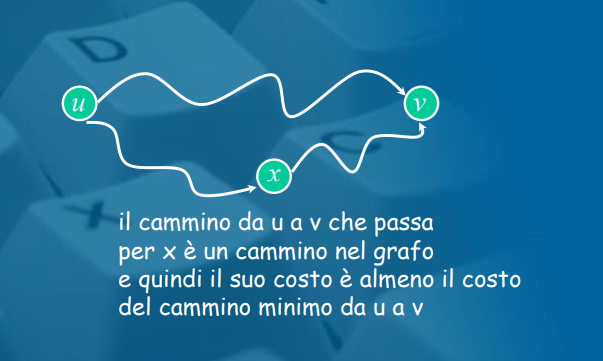 u
v
x
il cammino da u a v che passa
per x è un cammino nel grafo
e quindi il suo costo è almeno il costo
del cammino minimo da u a v
D
C
X